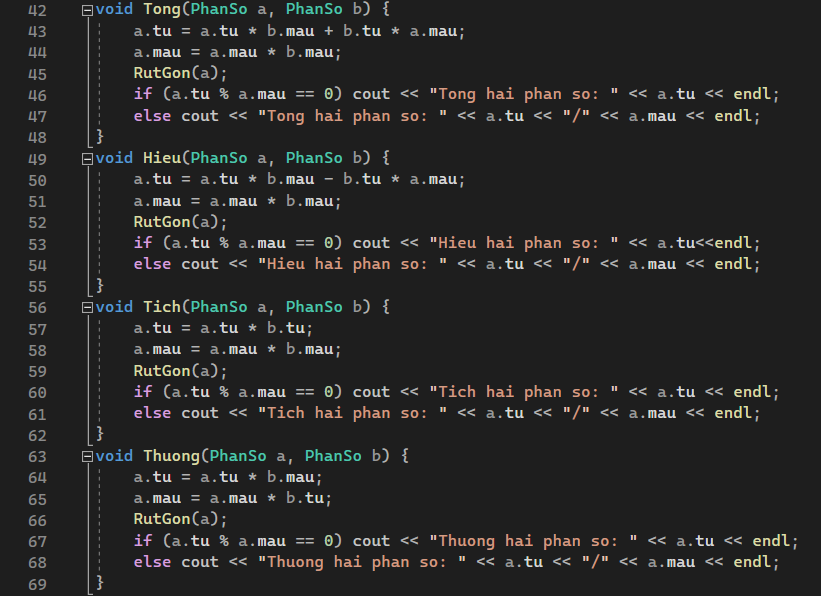 42 void Tong(PhanSo a, PhanSo b) {
43     a.tu = a.tu * b.mau + b.tu * a.mau;
44     a.mau = a.mau * b.mau;
45     RutGon(a);
46     if (a.tu % a.mau == 0) cout << "Tong hai phan so: " << a.tu << endl;
47     else cout << "Tong hai phan so: " << a.tu << "/" << a.mau << endl;
48 }
49 void Hieu(PhanSo a, PhanSo b) {
50     a.tu = a.tu * b.mau - b.tu * a.mau;
51     a.mau = a.mau * b.mau;
52     RutGon(a);
53     if (a.tu % a.mau == 0) cout << "Hieu hai phan so: " << a.tu<<endl;
54     else cout << "Hieu hai phan so: " << a.tu << "/" << a.mau << endl;
55 }
56 void Tich(PhanSo a, PhanSo b) {
57     a.tu = a.tu * b.tu;
58     a.mau = a.mau * b.mau;
59     RutGon(a);
60     if (a.tu % a.mau == 0) cout << "Tich hai phan so: " << a.tu << endl;
61     else cout << "Tich hai phan so: " << a.tu << "/" << a.mau << endl;
62 }
63 void Thuong(PhanSo a, PhanSo b) {
64     a.tu = a.tu * b.mau;
65     a.mau = a.mau * b.tu;
66     RutGon(a);
67     if (a.tu % a.mau == 0) cout << "Thuong hai phan so: " << a.tu << endl;
68     else cout << "Thuong hai phan so: " << a.tu << "/" << a.mau << endl;
69 }